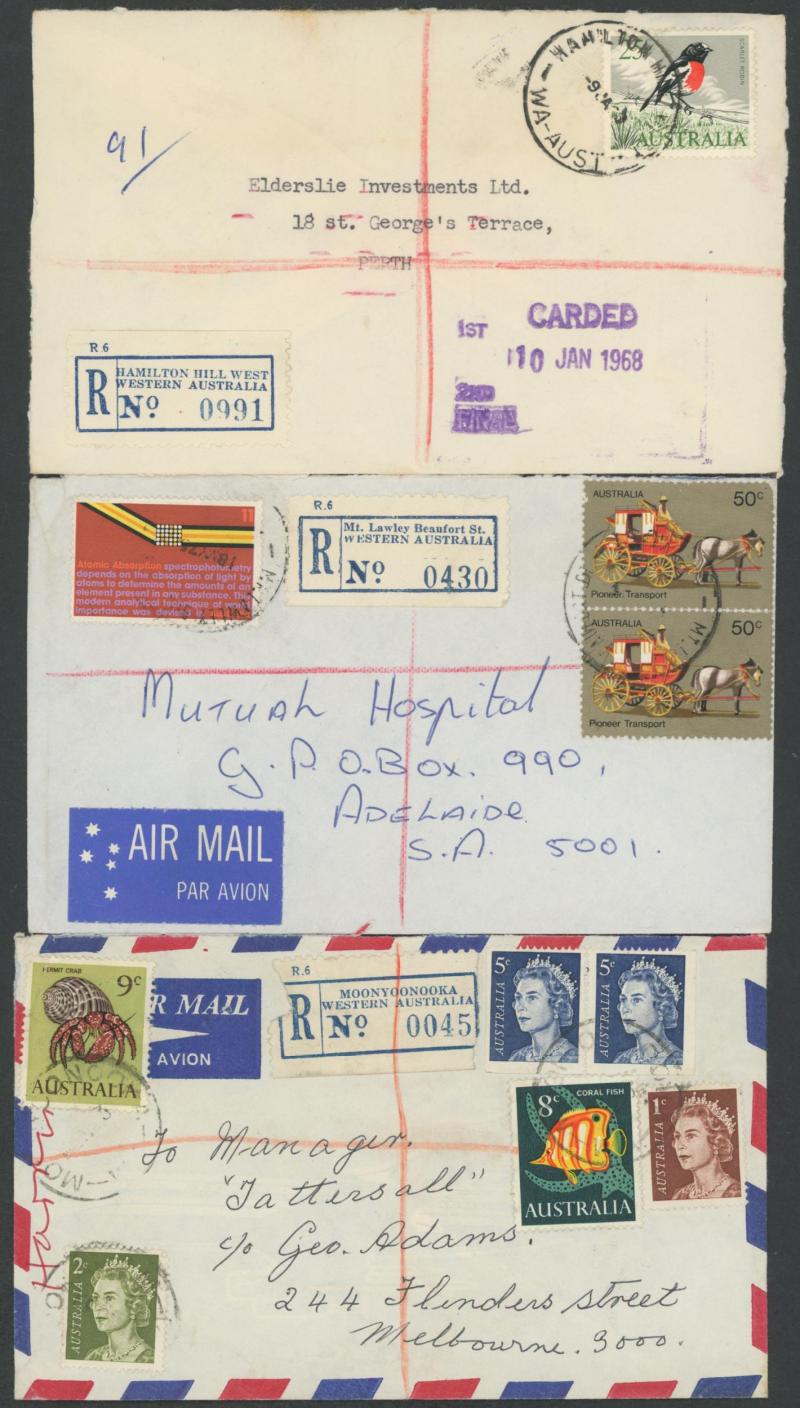 HAMILTON
WA-AUST
25c
SCARLET ROBIN
AUSTRALIA
91/
Elderslie Investments Ltd.
18 st. George's Terrace,
PERTH
1ST CARDED
10 JAN 1968
2ND
FINAL
R.6
R
HAMILTON HILL WEST
WESTERN AUSTRALIA
No 0991
11
Atomic Absorption spectrophotometry
depends on the absorption of light by
atoms to determine the amounts of an
element present in any substance. This
modern analytical technique of world
importance was devised
R.6
R
Mt. Lawley Beaufort St.
WESTERN AUSTRALIA
No 0430
AUSTRALIA 50c
Pioneer Transport
AUSTRALIA 50c
Pioneer Transport
Mutual Hospital
G.P.O.Box. 990,
ADELAIDE
S.A. 5001.
AIR MAIL
PAR AVION
HERMIT CRAB
9c
AUSTRALIA
R MAIL
AVION
R.6
R
MOONYOONOOKA
WESTERN AUSTRALIA
No 0045
5c
AUSTRALIA
5c
AUSTRALIA
8c CORAL FISH
AUSTRALIA
1c
AUSTRALIA
To Manager.
"Tattersall"
c/o Geo. Adams.
244 Flinders street
Melbourne. 3000.
2c
AUSTRALIA